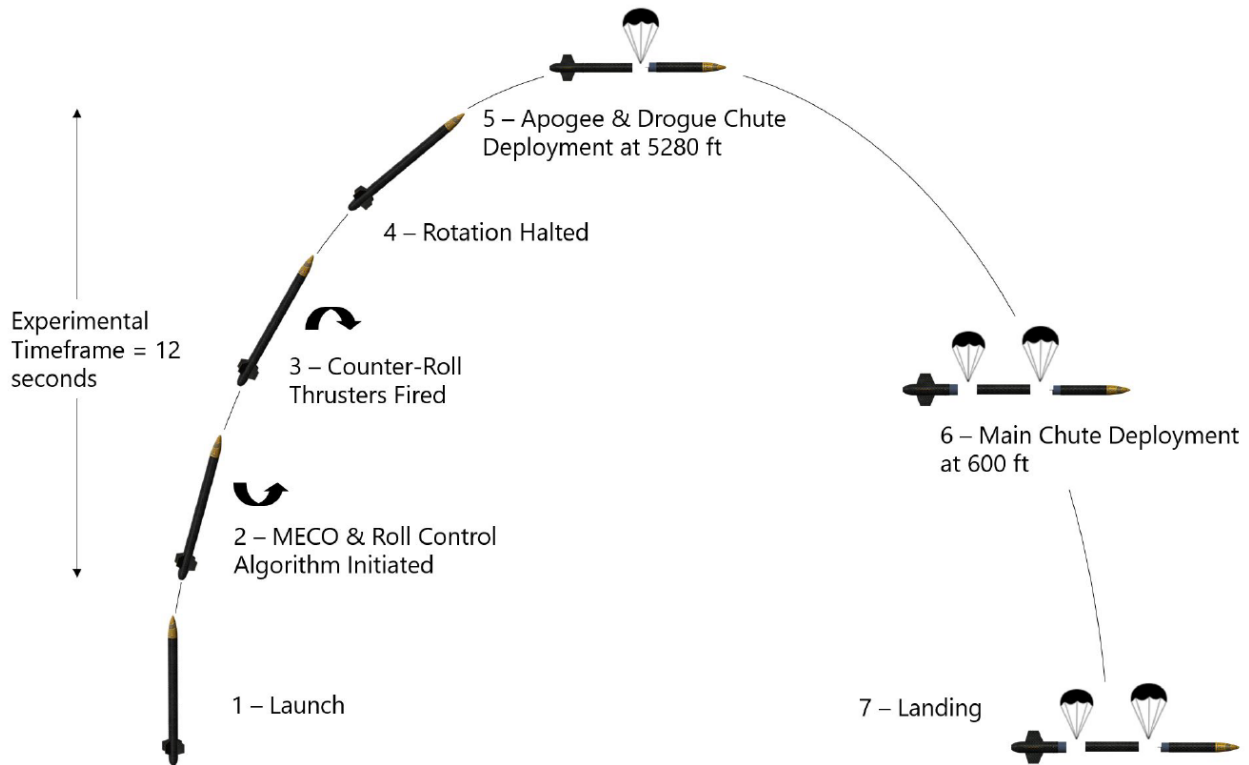 5 – Apogee & Drogue Chute
Deployment at 5280 ft
4 – Rotation Halted
Experimental
Timeframe = 12
seconds
3 – Counter-Roll
Thrusters Fired
6 – Main Chute Deployment
at 600 ft
2 – MECO & Roll Control
Algorithm Initiated
1 – Launch
7 – Landing